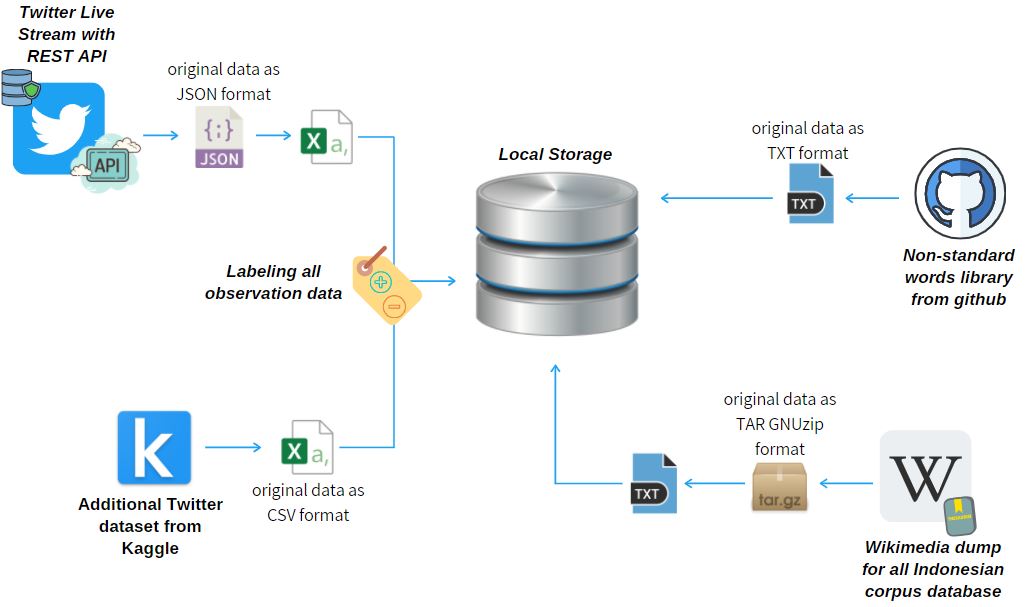 Twitter Live
Stream with
REST API
original data as
JSON format
API
{;}
JSON
X a,
Labeling all
observation data
k
X a,
Additional Twitter
dataset from
Kaggle
original data as
CSV format
Local Storage
original data as
TXT format
TXT
Non-standard
words library
from github
original data as
TAR GNUzip
format
TXT
tar.gz
W
Wikimedia dump
for all Indonesian
corpus database